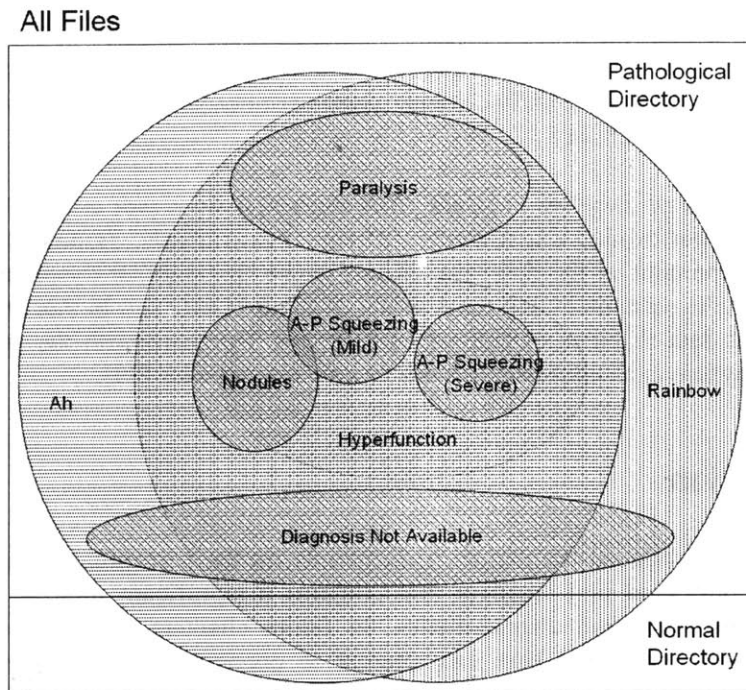 All Files
Pathological
Directory
Paralysis
A-P Squeezing
(Mild)
A-P Squeezing
(Severe)
Nodules
Ah
Rainbow
Hyperfunction
Diagnosis Not Available
Normal
Directory